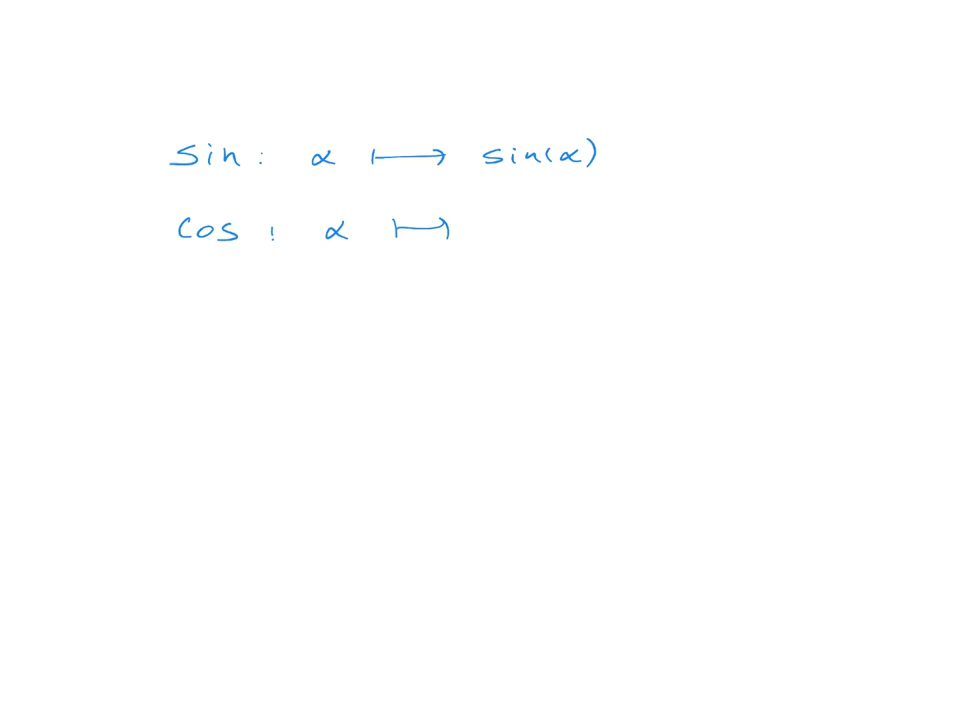 sin : α ⟼ sin(α)
cos : α ⟼